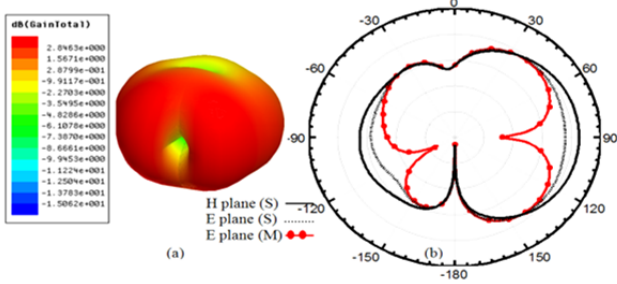 dB(GainTotal)
2.8463e+000
1.5671e+000
2.8799e-001
-9.9117e-001
-2.2703e+000
-3.5495e+000
-4.8286e+000
-6.1078e+000
-7.3870e+000
-8.6661e+000
-9.9453e+000
-1.1224e+001
-1.2504e+001
-1.3783e+001
-1.5062e+001
0
-30
30
-60
60
-90
90
-120
120
-150
150
-180
H plane (S)
E plane (S)
E plane (M)
(a)
(b)